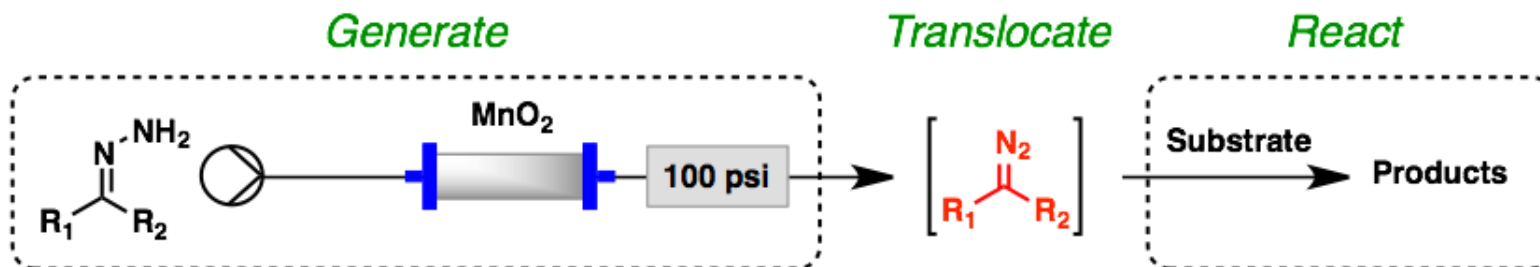 Generate
Translocate
React
N
NH₂
R₁
R₂
MnO₂
100 psi
N₂
R₁
R₂
Substrate
Products